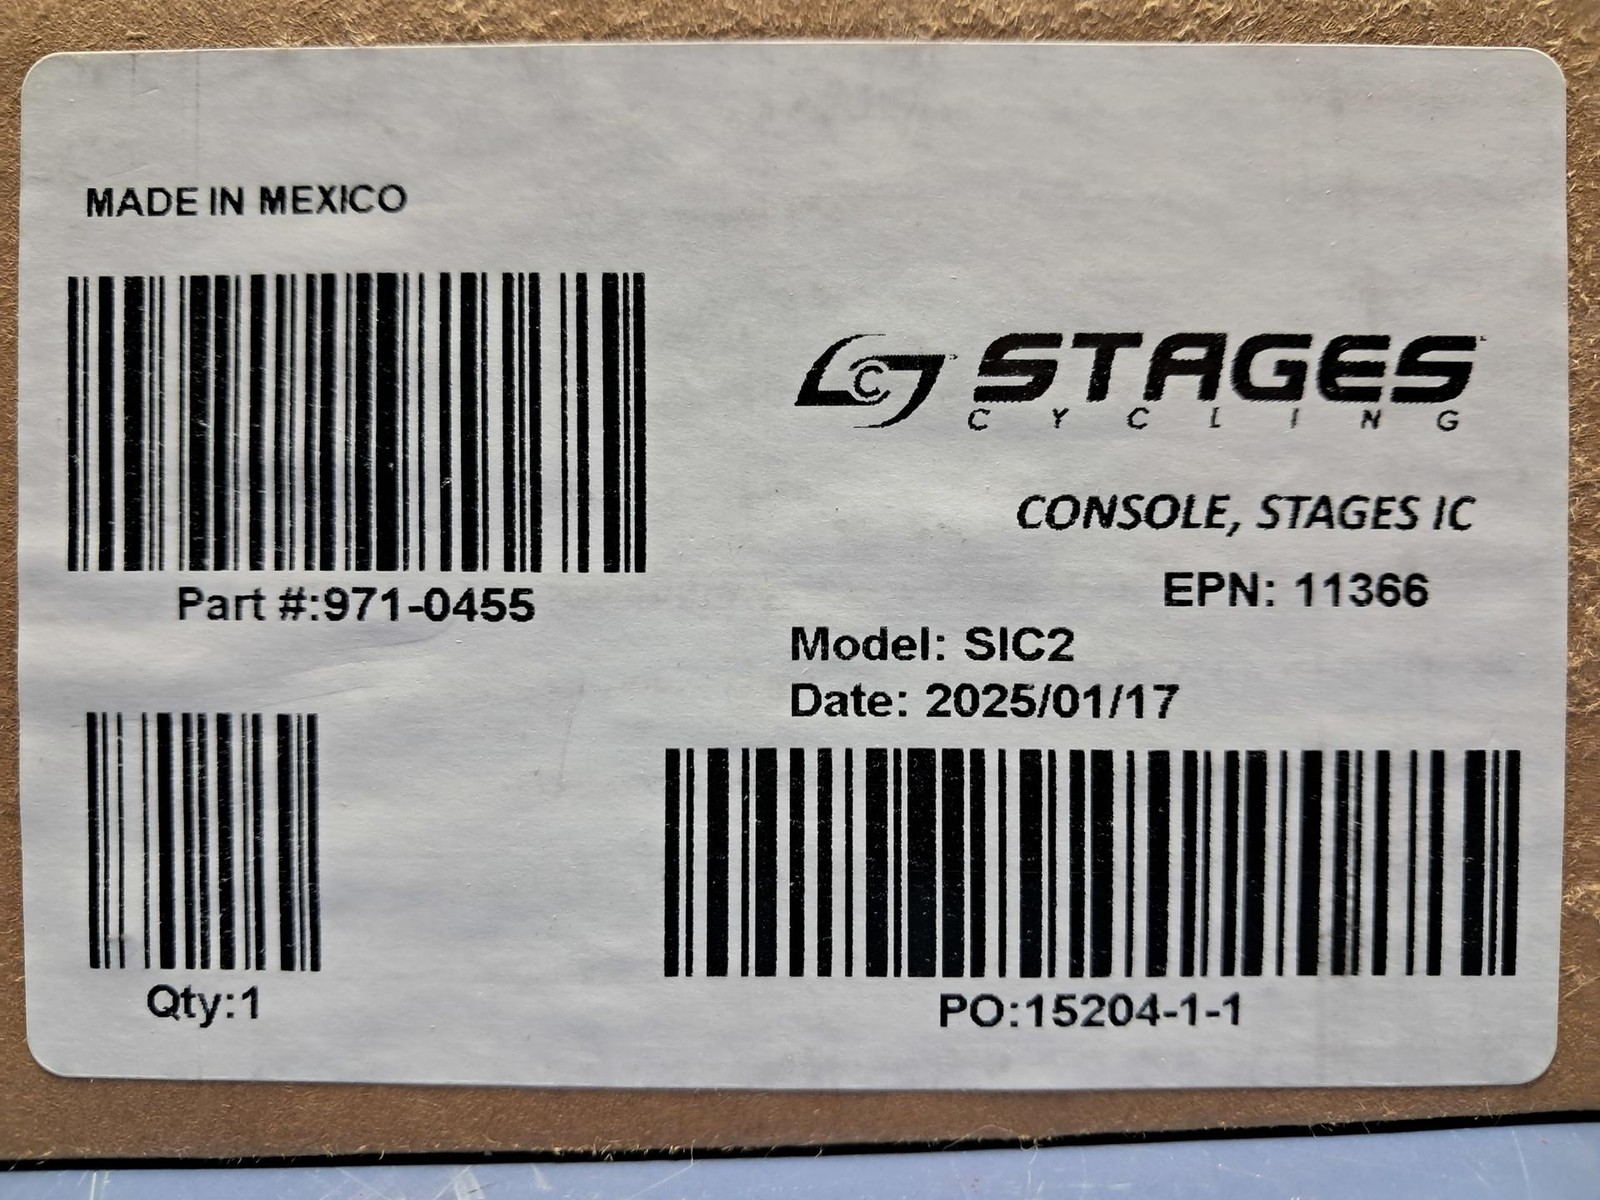 MADE IN MEXICO
Part #:971-0455
Qty:1
C
STAGES
CYCLING
CONSOLE, STAGES IC
EPN: 11366
Model: SIC2
Date: 2025/01/17
PO:15204-1-1